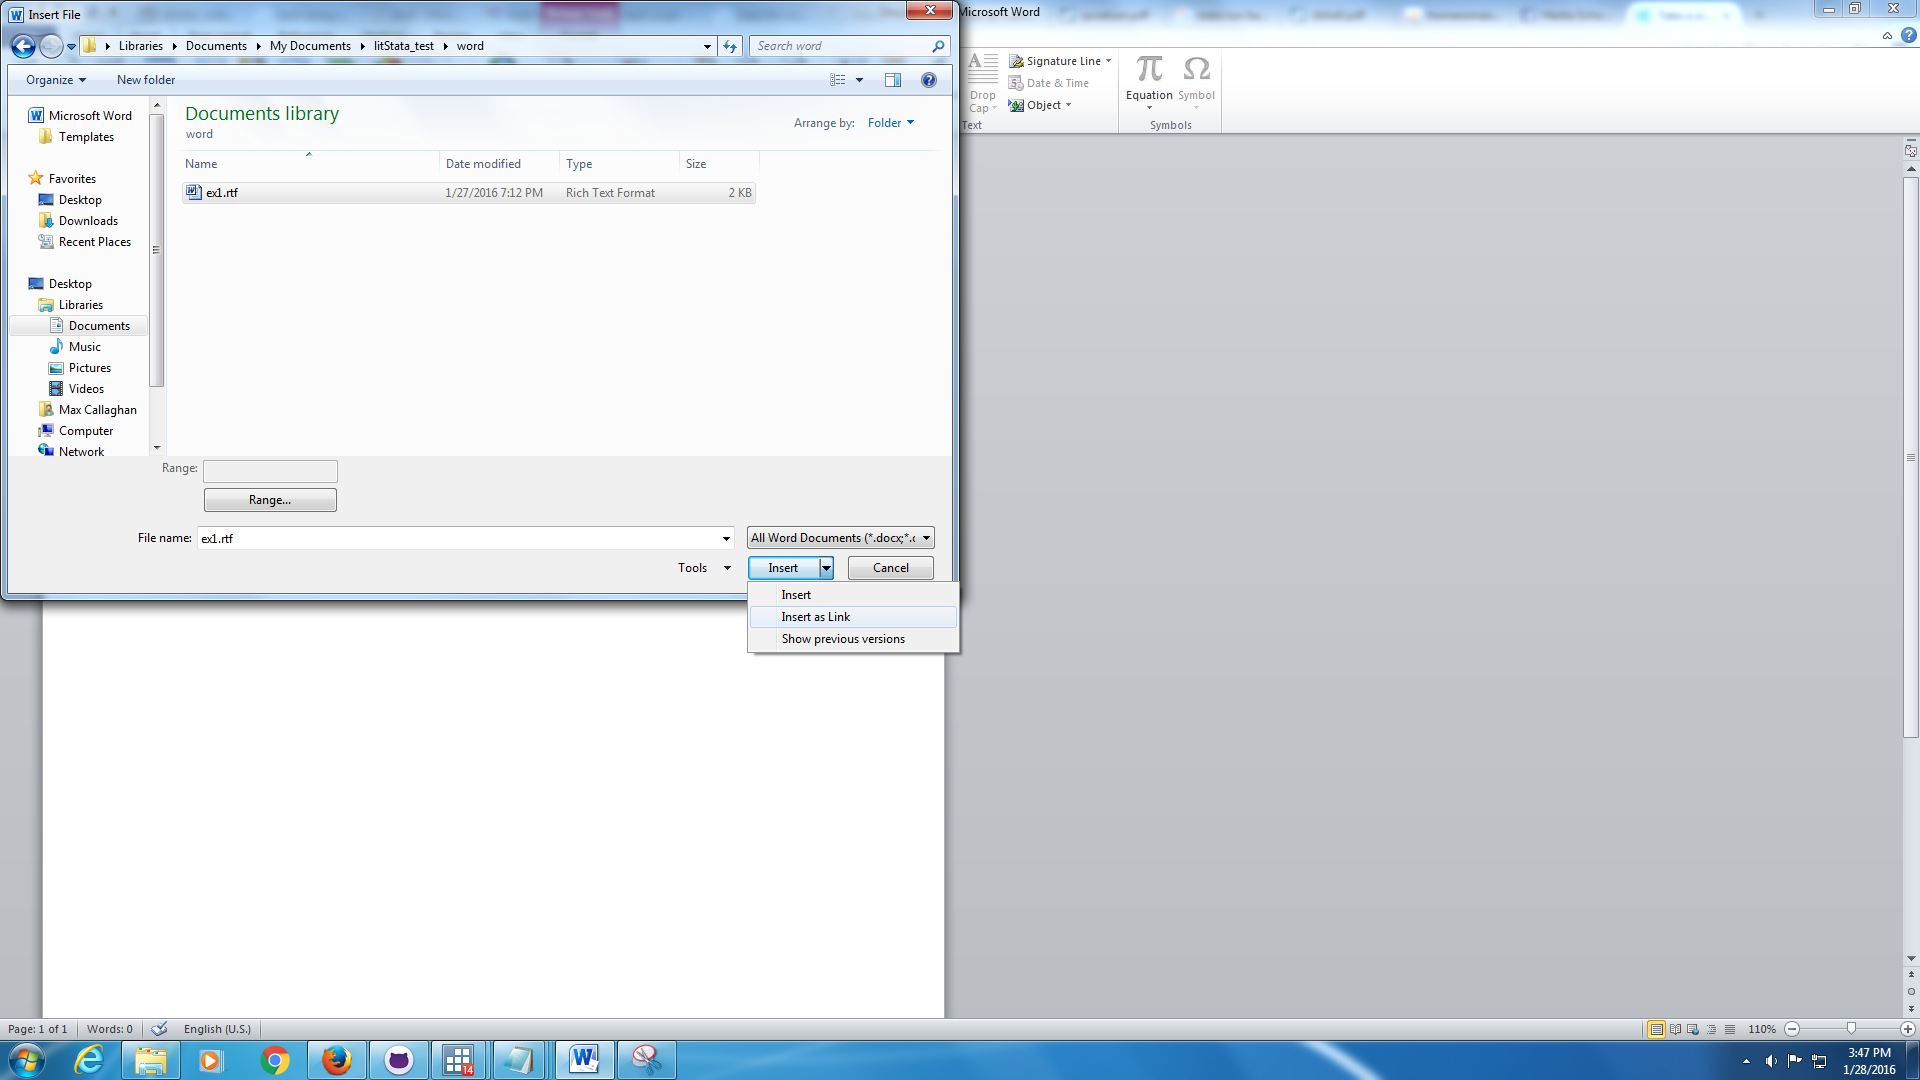 Insert File
Microsoft Word
Libraries Documents My Documents litStata_test word
Search word
Organize New folder
Microsoft Word
Templates
Favorites
Desktop
Downloads
Recent Places
Desktop
Libraries
Documents
Music
Pictures
Videos
Max Callaghan
Computer
Network
Documents library
word
Arrange by: Folder
Name Date modified Type Size
ex1.rtf 1/27/2016 7:12 PM Rich Text Format 2 KB
Range:
Range...
File name: ex1.rtf All Word Documents (*.docx;*.
Tools Insert Cancel
Insert
Insert as Link
Show previous versions
Drop Cap
Signature Line
Date & Time
Object
Text
Equation
Symbol
Symbols
Page: 1 of 1 Words: 0 English (U.S.) 110%
14
3:47 PM
1/28/2016